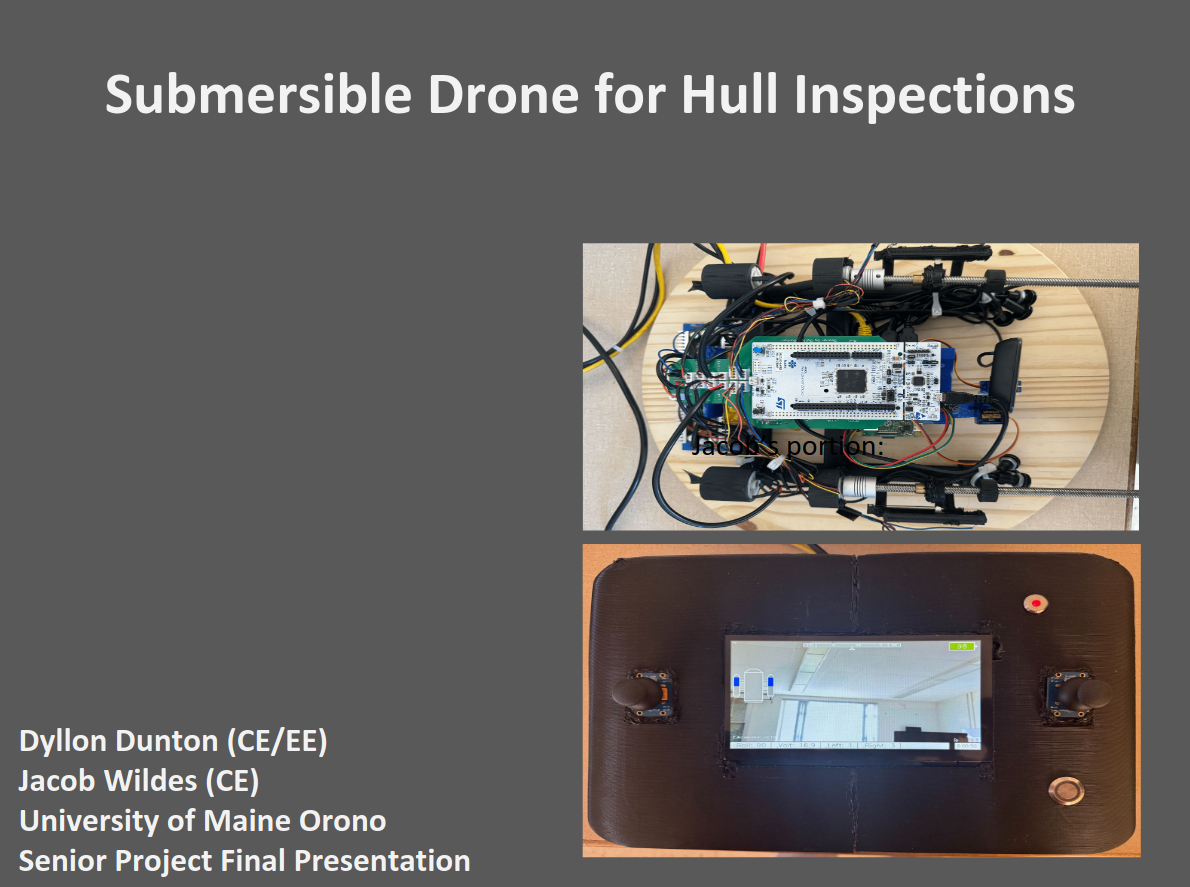 Submersible Drone for Hull Inspections
Jacob's portion:
Dyllon Dunton (CE/EE)
Jacob Wildes (CE)
University of Maine Orono
Senior Project Final Presentation